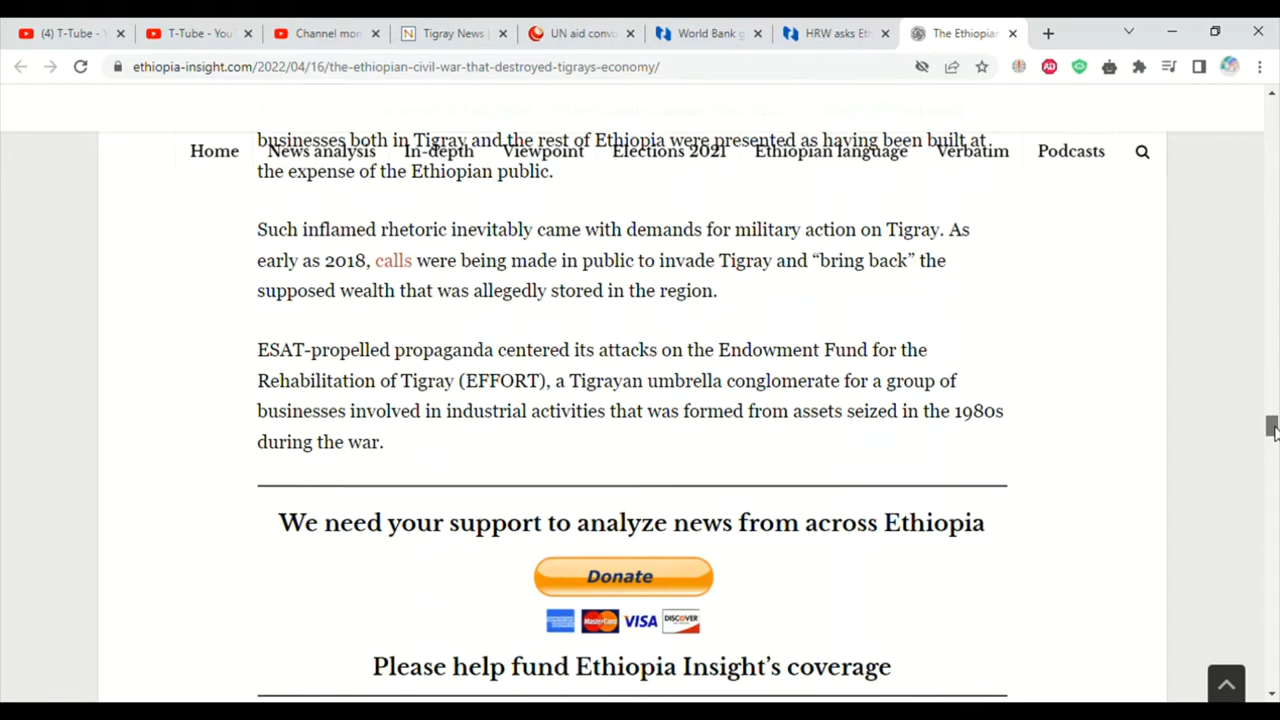 (4) T-Tube - Y
T-Tube - You
Channel mon
Tigray News |
UN aid convo
World Bank g
HRW asks Eth
The Ethiopian
ethiopia-insight.com/2022/04/16/the-ethiopian-civil-war-that-destroyed-tigrays-economy/
businesses both in Tigray and the rest of Ethiopia were presented as having been built at
Home News analysis In-depth Viewpoint Elections 2021 Ethiopian language Verbatim Podcasts
the expense of the Ethiopian public.
Such inflamed rhetoric inevitably came with demands for military action on Tigray. As
early as 2018, calls were being made in public to invade Tigray and “bring back” the
supposed wealth that was allegedly stored in the region.
ESAT-propelled propaganda centered its attacks on the Endowment Fund for the
Rehabilitation of Tigray (EFFORT), a Tigrayan umbrella conglomerate for a group of
businesses involved in industrial activities that was formed from assets seized in the 1980s
during the war.
We need your support to analyze news from across Ethiopia
Donate
MasterCard VISA DISCOVER
Please help fund Ethiopia Insight’s coverage